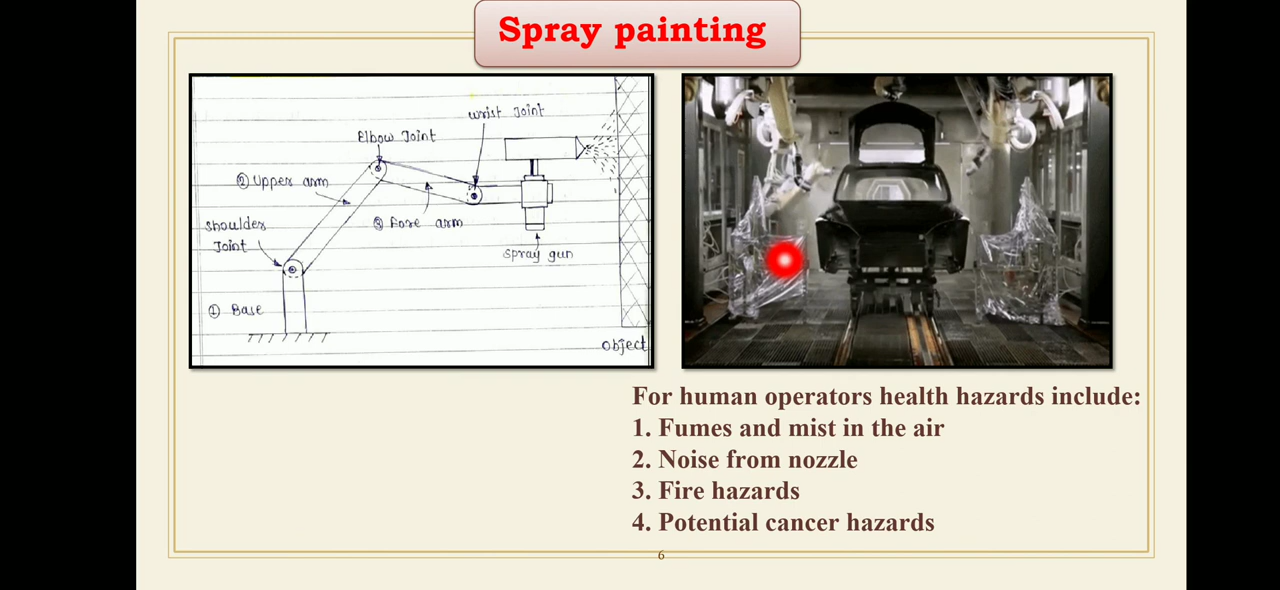 Spray painting
wrist Joint
Elbow Joint
② Upper arm
Shoulder
Joint
③ Fore arm
Spray gun
① Base
object
For human operators health hazards include:
1. Fumes and mist in the air
2. Noise from nozzle
3. Fire hazards
4. Potential cancer hazards
6